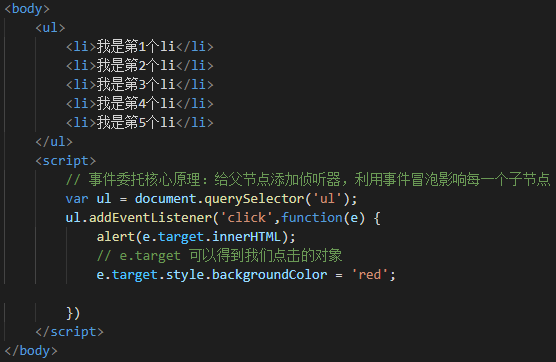 <body>
<ul>
<li>我是第1个li</li>
<li>我是第2个li</li>
<li>我是第3个li</li>
<li>我是第4个li</li>
<li>我是第5个li</li>
</ul>
<script>
// 事件委托核心原理：给父节点添加侦听器，利用事件冒泡影响每一个子节点
var ul = document.querySelector('ul');
ul.addEventListener('click',function(e) {
alert(e.target.innerHTML);
// e.target 可以得到我们点击的对象
e.target.style.backgroundColor = 'red';
})
</script>
</body>